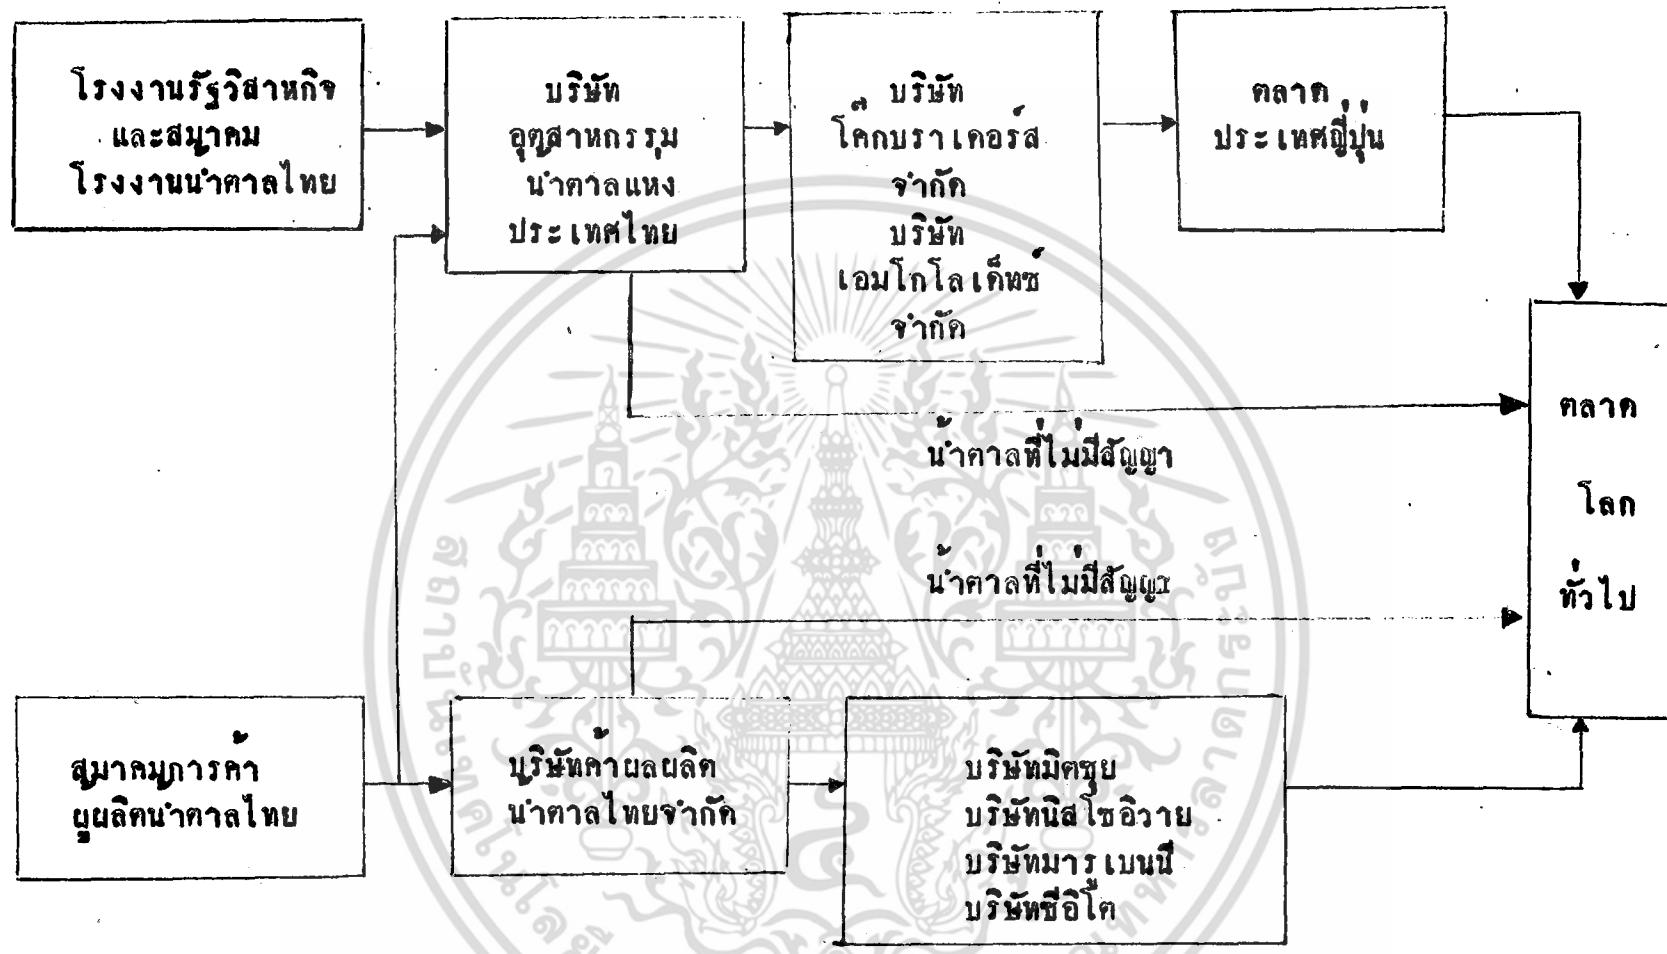 โรงงานรัฐวิสาหกิจ
และสมาคม
โรงงานน้ำตาลไทย
บริษัท
อุตสาหกรรม
น้ำตาลแห่ง
ประเทศไทย
บริษัท
โค๊กบราเดอร์ส
จำกัด
บริษัท
เอมโกโลเด็ทซ์
จำกัด
ตลาด
ประเทศญี่ปุ่น
น้ำตาลที่ไม่มีสัญญา
น้ำตาลที่ไม่มีสัญญา
ตลาด
โลก
ทั่วไป
สมาคมการค้า
ผู้ผลิตน้ำตาลไทย
บริษัทค้าผลผลิต
น้ำตาลไทยจำกัด
บริษัทมิตซุย
บริษัทนิสโชอิวาย
บริษัทมารูเบนนี
บริษัทซีอิโต